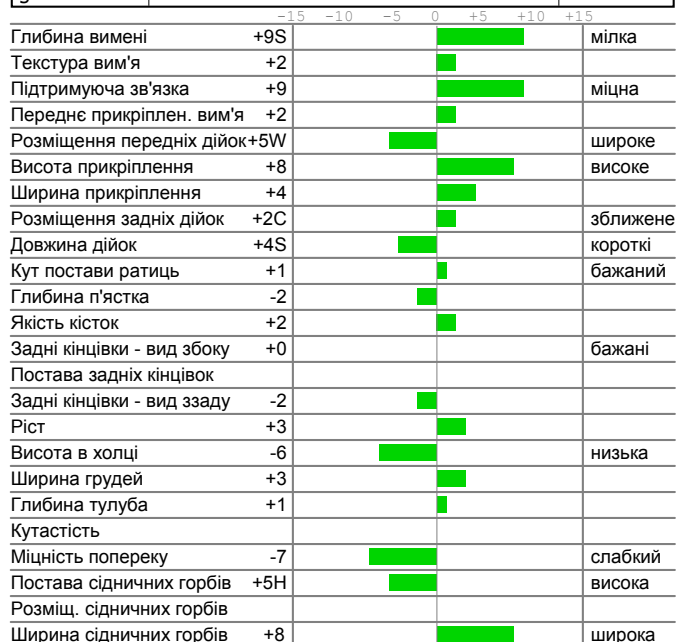 -15 -10 -5 0 +5 +10 +15
Глибина вимені +9S мілка
Текстура вим'я +2
Підтримуюча зв'язка +9 міцна
Переднє прикріплен. вим'я +2
Розміщення передніх дійок+5W широке
Висота прикріплення +8 високе
Ширина прикріплення +4
Розміщення задніх дійок +2C зближене
Довжина дійок +4S короткі
Кут постави ратиць +1 бажаний
Глибина п'ястка -2
Якість кісток +2
Задні кінцівки - вид збоку +0 бажані
Постава задніх кінцівок
Задні кінцівки - вид ззаду -2
Ріст +3
Висота в холці -6 низька
Ширина грудей +3
Глибина тулуба +1
Кутастість
Міцність попереку -7 слабкий
Постава сідничних горбів +5H висока
Розміщ. сідничних горбів
Ширина сідничних горбів +8 широка